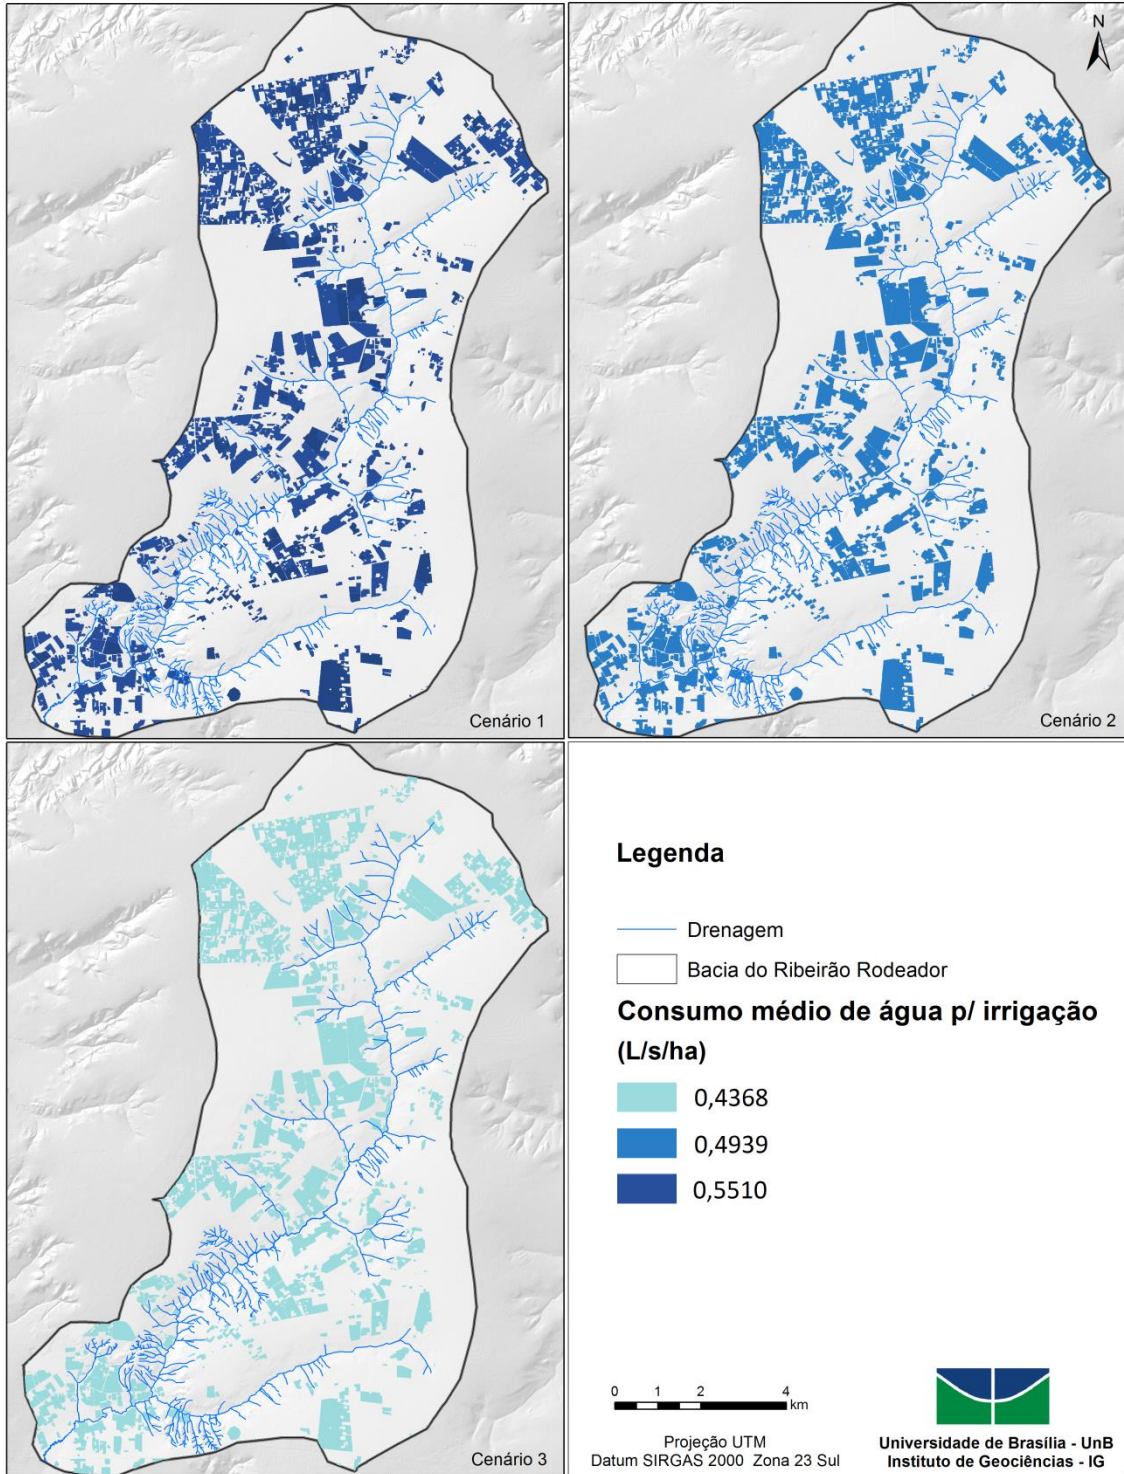 N
Cenário 1
Cenário 2
Cenário 3
Legenda
Drenagem
Bacia do Ribeirão Rodeador
Consumo médio de água p/ irrigação
(L/s/ha)
0,4368
0,4939
0,5510
0 1 2 4
km
Projeção UTM
Datum SIRGAS 2000 Zona 23 Sul
Universidade de Brasília - UnB
Instituto de Geociências - IG